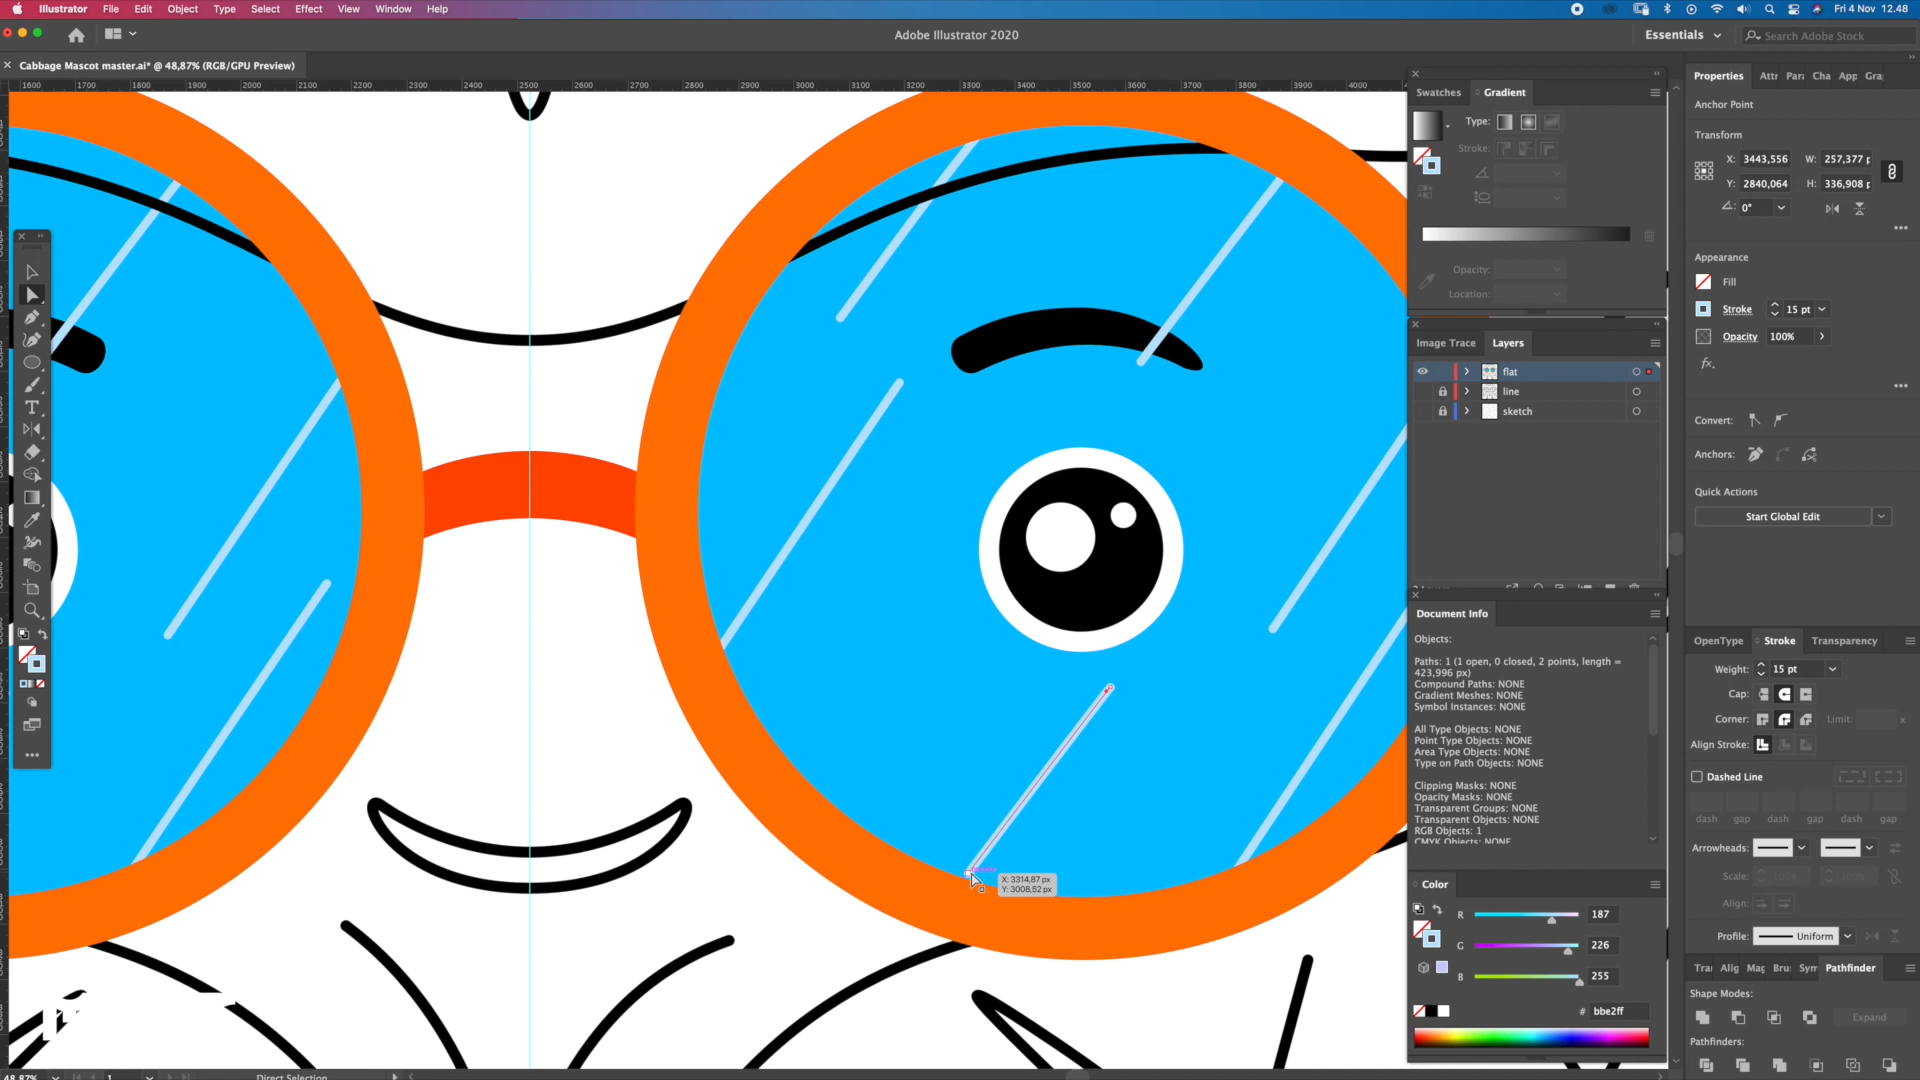 Illustrator File Edit Object Type Select Effect View Window Help
Fri 4 Nov 12.48
Adobe Illustrator 2020
Essentials
Search Adobe Stock
Cabbage Mascot master.ai* @ 48,87% (RGB/GPU Preview)
1600 1700 1800 1900 2000 2100 2200 2300 2400 2500 2600 2700 2800 2900 3000 3100 3200 3300 3400 3500 3600 3700 3800 3900 4000
Swatches Gradient
Type:
Stroke:
Opacity:
Location:
Image Trace Layers
flat
line
sketch
Document Info
Objects:
Paths: 1 (1 open, 0 closed, 2 points, length =
423,996 px)
Compound Paths: NONE
Gradient Meshes: NONE
Symbol Instances: NONE
All Type Objects: NONE
Point Type Objects: NONE
Area Type Objects: NONE
Type on Path Objects: NONE
Clipping Masks: NONE
Opacity Masks: NONE
Transparent Groups: NONE
Transparent Objects: NONE
RGB Objects: 1
CMYK Objects: NONE
Color
R 187
G 226
B 255
# bbe2ff
Properties Attr Par Cha App Gra
Anchor Point
Transform
X: 3443,556 W: 257,377 p
Y: 2840,064 H: 336,908 p
0°
Appearance
Fill
Stroke 15 pt
Opacity 100%
fx.
Convert:
Anchors:
Quick Actions
Start Global Edit
OpenType Stroke Transparency
Weight: 15 pt
Cap:
Corner: Limit: x
Align Stroke:
Dashed Line
dash gap dash gap dash gap
Arrowheads:
Scale: 100% 100%
Align:
Profile: Uniform
Tra Alig Mag Bru Sym Pathfinder
Shape Modes:
Expand
Pathfinders:
X: 3314,87 px
Y: 3008,52 px
48,87% 1 Direct Selection